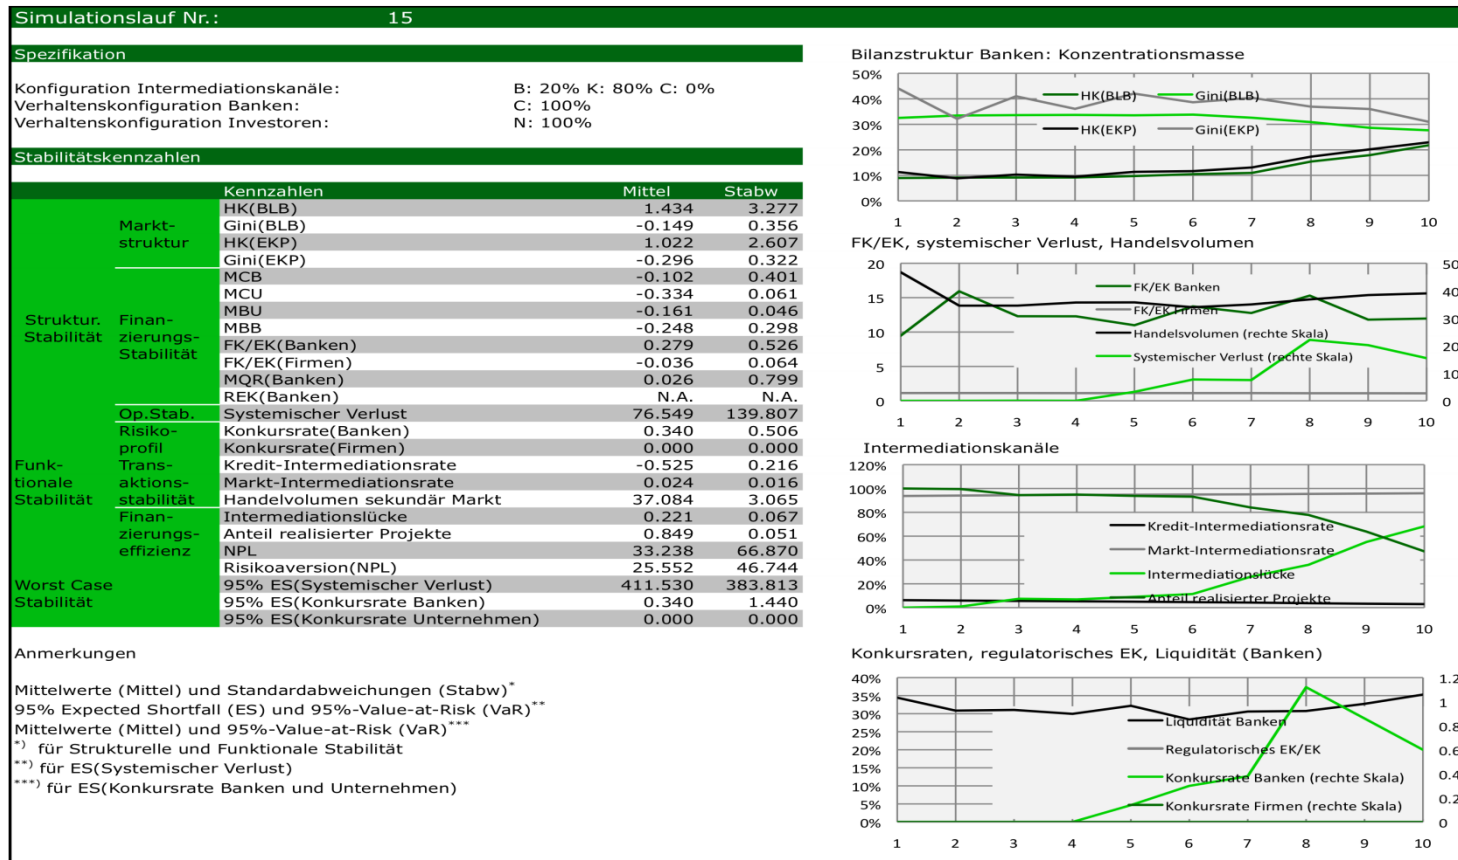 Simulationslauf Nr.: 15
Spezifikation
Konfiguration Intermediationskanäle: B: 20% K: 80% C: 0%
Verhaltenskonfiguration Banken: C: 100%
Verhaltenskonfiguration Investoren: N: 100%
Stabilitätskennzahlen
Kennzahlen Mittel Stabw
Struktur. Stabilität
Markt-struktur
HK(BLB) 1.434 3.277
Gini(BLB) -0.149 0.356
HK(EKP) 1.022 2.607
Gini(EKP) -0.296 0.322
Finan-zierungs-Stabilität
MCB -0.102 0.401
MCU -0.334 0.061
MBU -0.161 0.046
MBB -0.248 0.298
FK/EK(Banken) 0.279 0.526
FK/EK(Firmen) -0.036 0.064
MQR(Banken) 0.026 0.799
REK(Banken) N.A. N.A.
Op.Stab. Systemischer Verlust 76.549 139.807
Risiko- Konkursrate(Banken) 0.340 0.506
profil Konkursrate(Firmen) 0.000 0.000
Funk- Trans- Kredit-Intermediationsrate -0.525 0.216
tionale aktions- Markt-Intermediationsrate 0.024 0.016
Stabilität stabilität Handelvolumen sekundär Markt 37.084 3.065
Finan- Intermediationslücke 0.221 0.067
zierungs- Anteil realisierter Projekte 0.849 0.051
effizienz NPL 33.238 66.870
Risikoaversion(NPL) 25.552 46.744
Worst Case 95% ES(Systemischer Verlust) 411.530 383.813
Stabilität 95% ES(Konkursrate Banken) 0.340 1.440
95% ES(Konkursrate Unternehmen) 0.000 0.000
Anmerkungen
Mittelwerte (Mittel) und Standardabweichungen (Stabw)*
95% Expected Shortfall (ES) und 95%-Value-at-Risk (VaR)**
Mittelwerte (Mittel) und 95%-Value-at-Risk (VaR)***
*) für Strukturelle und Funktionale Stabilität
**) für ES(Systemischer Verlust)
***) für ES(Konkursrate Banken und Unternehmen)
Bilanzstruktur Banken: Konzentrationsmasse
50%
40%
30%
20%
10%
0%
HK(BLB) Gini(BLB)
HK(EKP) Gini(EKP)
1 2 3 4 5 6 7 8 9 10
FK/EK, systemischer Verlust, Handelsvolumen
20 50
15 40
10 30
5 20
0 10
0
FK/EK Banken
FK/EK Firmen
Handelsvolumen (rechte Skala)
Systemischer Verlust (rechte Skala)
1 2 3 4 5 6 7 8 9 10
Intermediationskanäle
120%
100%
80%
60%
40%
20%
0%
Kredit-Intermediationsrate
Markt-Intermediationsrate
Intermediationslücke
Anteil realisierter Projekte
1 2 3 4 5 6 7 8 9 10
Konkursraten, regulatorisches EK, Liquidität (Banken)
40% 1.2
35% 1
30% 0.8
25% 0.6
20% 0.4
15% 0.2
10% 0
5%
0%
Liquidität Banken
Regulatorisches EK/EK
Konkursrate Banken (rechte Skala)
Konkursrate Firmen (rechte Skala)
1 2 3 4 5 6 7 8 9 10